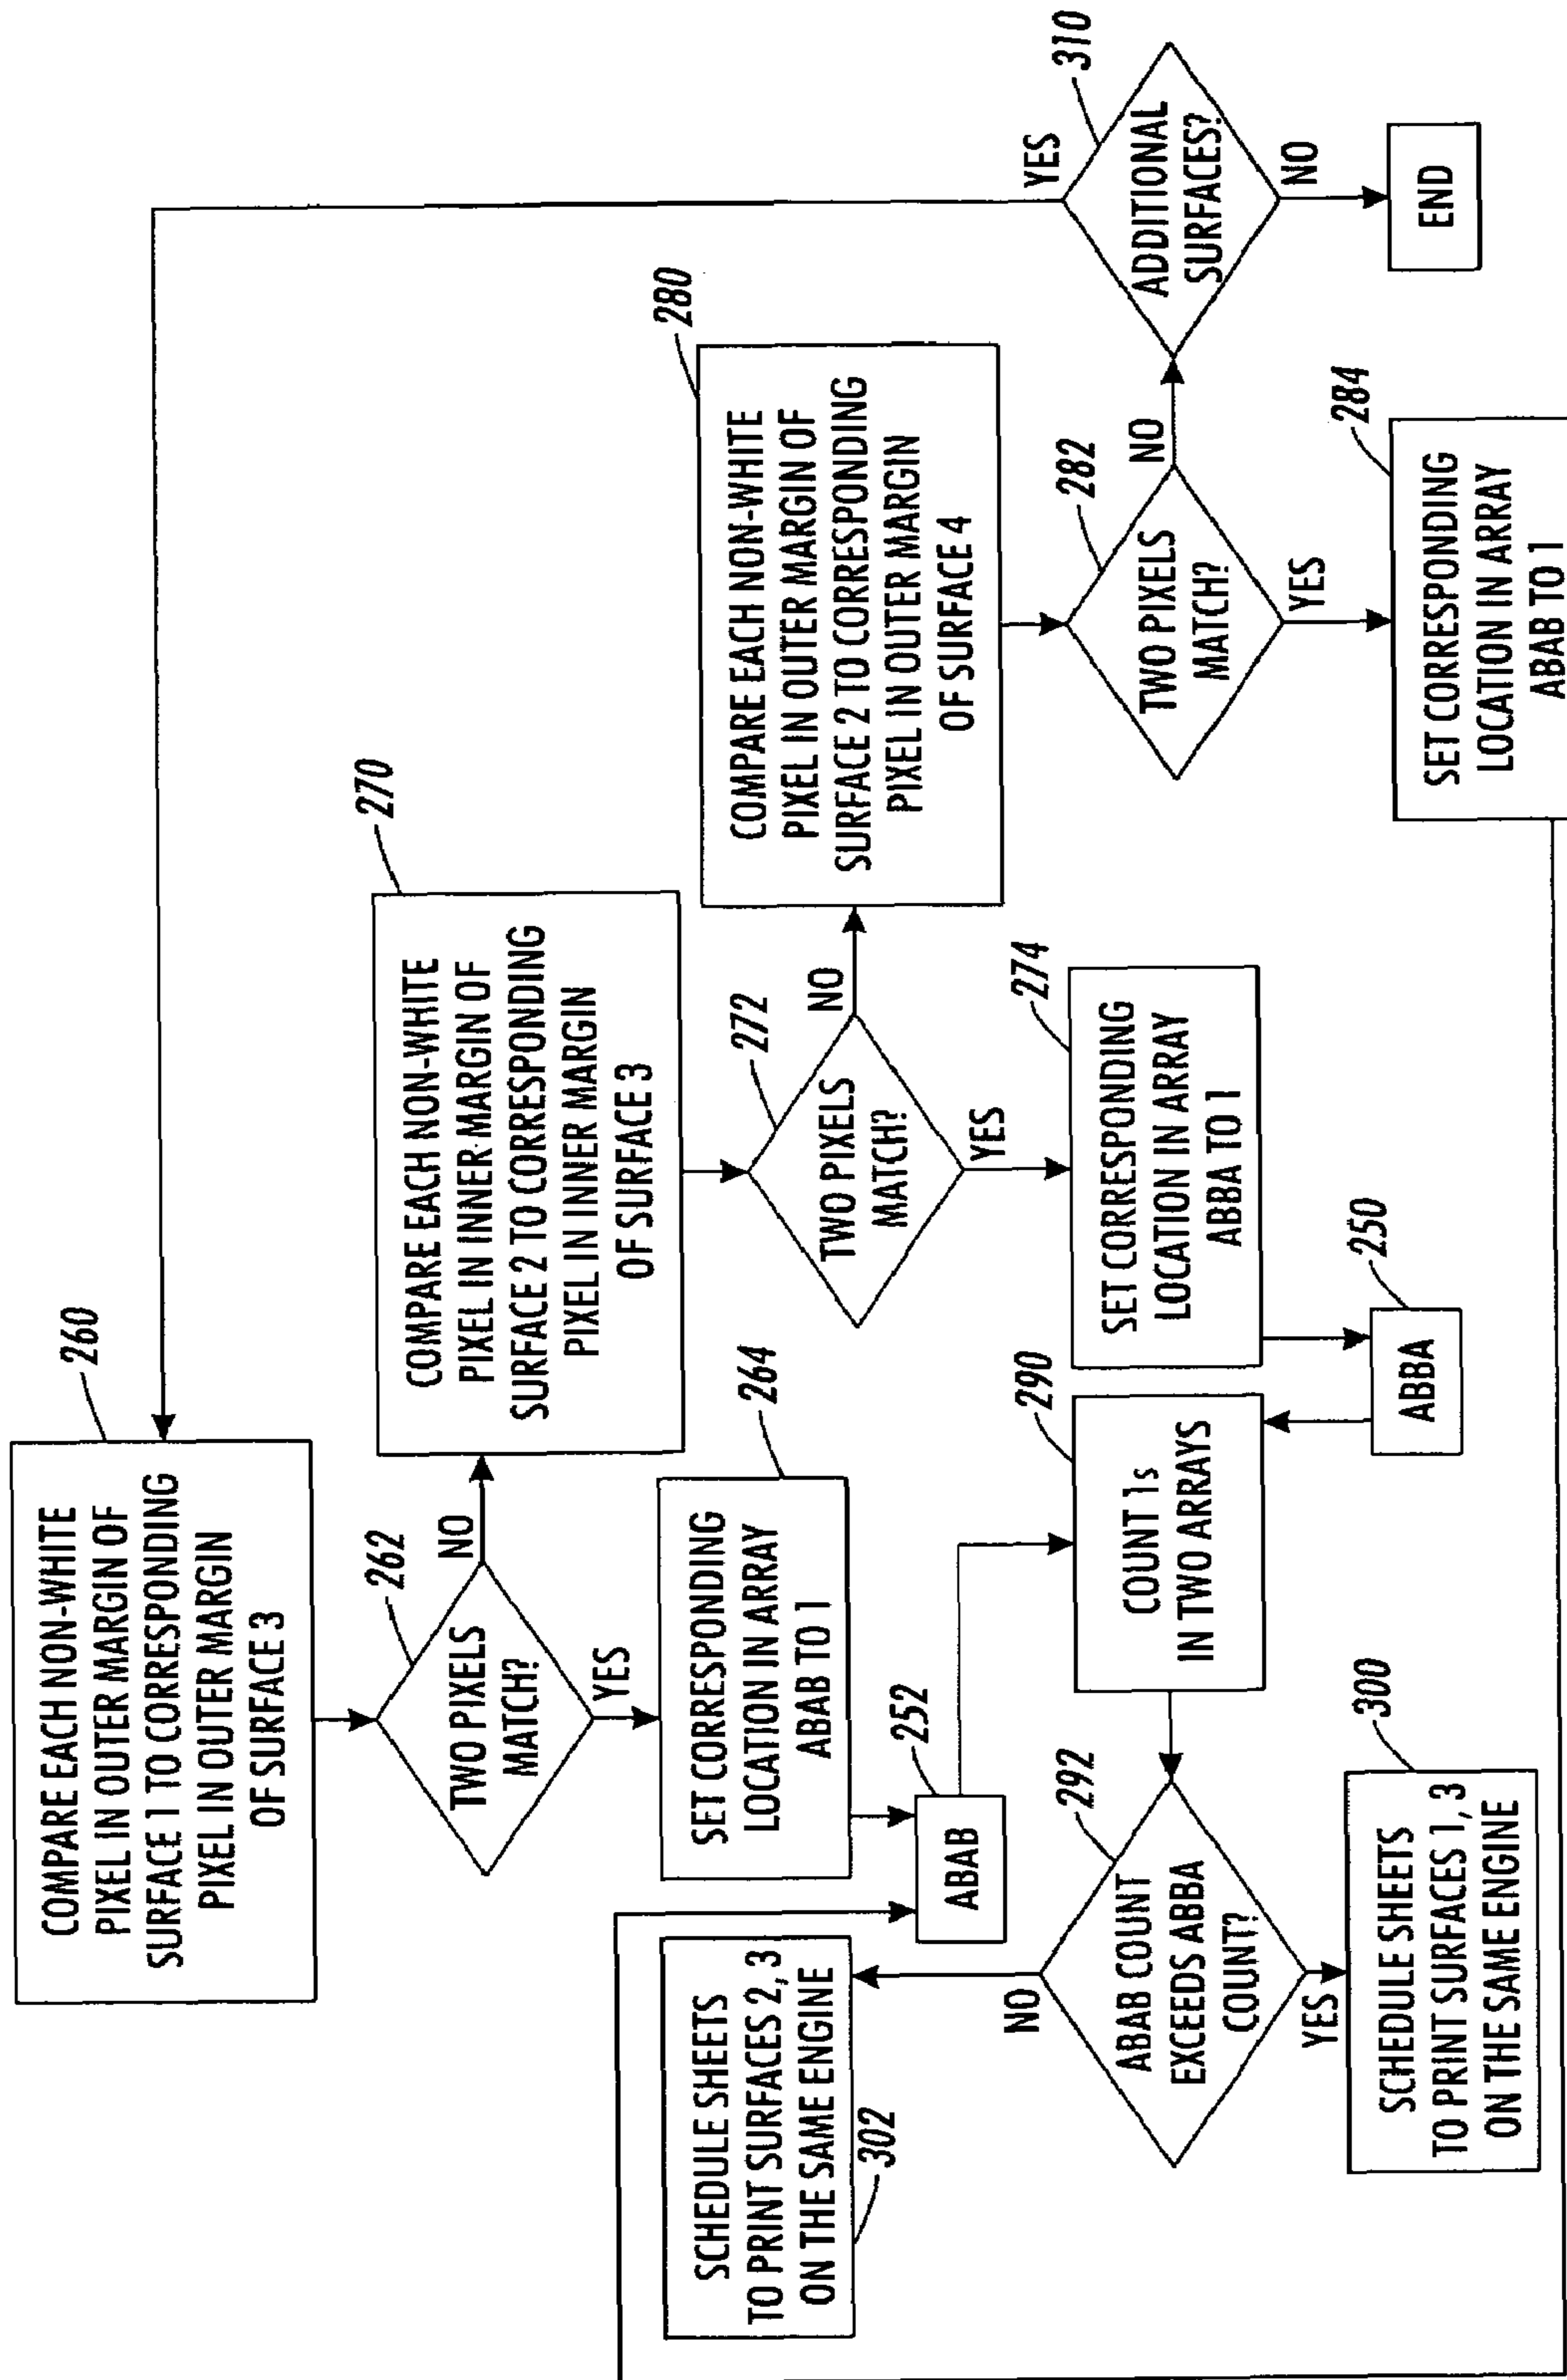 260
COMPARE EACH NON-WHITE
PIXEL IN OUTER MARGIN OF
SURFACE 1 TO CORRESPONDING
PIXEL IN OUTER MARGIN
OF SURFACE 3
262
TWO PIXELS
MATCH?
NO
YES
264
SET CORRESPONDING
LOCATION IN ARRAY
ABAB TO 1
270
COMPARE EACH NON-WHITE
PIXEL IN INNER MARGIN OF
SURFACE 2 TO CORRESPONDING
PIXEL IN INNER MARGIN
OF SURFACE 3
272
TWO PIXELS
MATCH?
NO
YES
274
SET CORRESPONDING
LOCATION IN ARRAY
ABBA TO 1
280
COMPARE EACH NON-WHITE
PIXEL IN OUTER MARGIN OF
SURFACE 2 TO CORRESPONDING
PIXEL IN OUTER MARGIN
OF SURFACE 4
282
TWO PIXELS
MATCH?
NO
YES
284
SET CORRESPONDING
LOCATION IN ARRAY
ABAB TO 1
310
ADDITIONAL
SURFACES?
YES
NO
END
252
ABAB
250
ABBA
290
COUNT 1s
IN TWO ARRAYS
292
ABAB COUNT
EXCEEDS ABBA
COUNT?
NO
YES
302
SCHEDULE SHEETS
TO PRINT SURFACES 2, 3
ON THE SAME ENGINE
300
SCHEDULE SHEETS
TO PRINT SURFACES 1, 3
ON THE SAME ENGINE